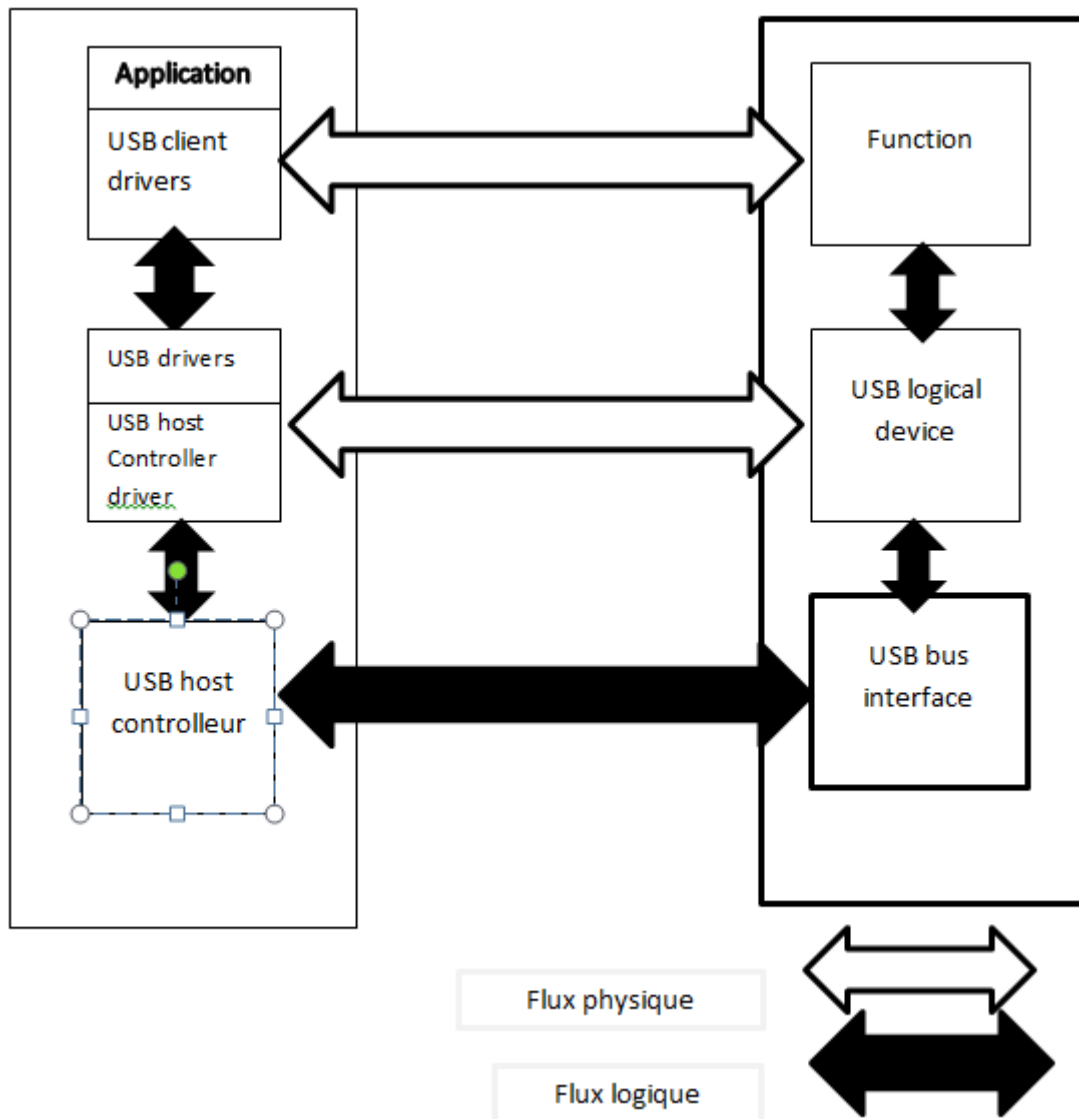 Application
USB client
drivers
Function
USB drivers
USB host
Controller
driver
USB logical
device
USB host
controlleur
USB bus
interface
Flux physique
Flux logique